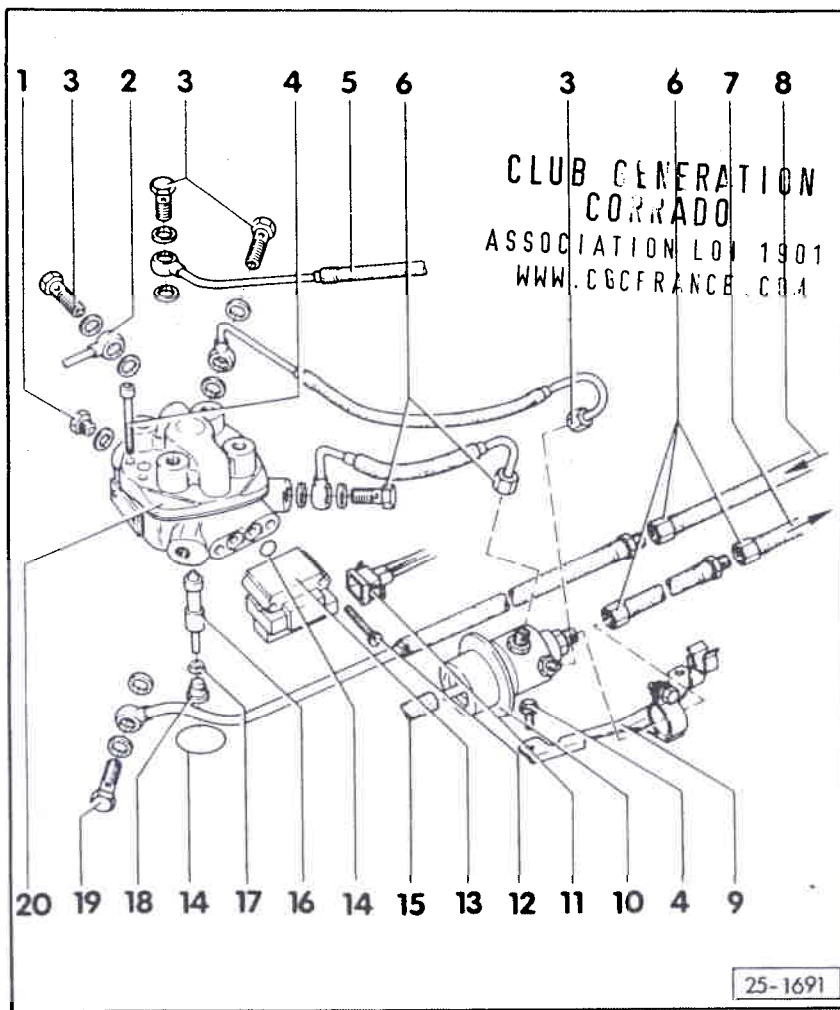 1 3 2 3 4 5 6 3 6 7 8
CLUB GENERATION
CORRADO
ASSOCIATION LOI 1901
WWW.CGCFRANCE.COM
20 19 18 14 17 16 14 15 13 12 11 10 4 9
25-1691